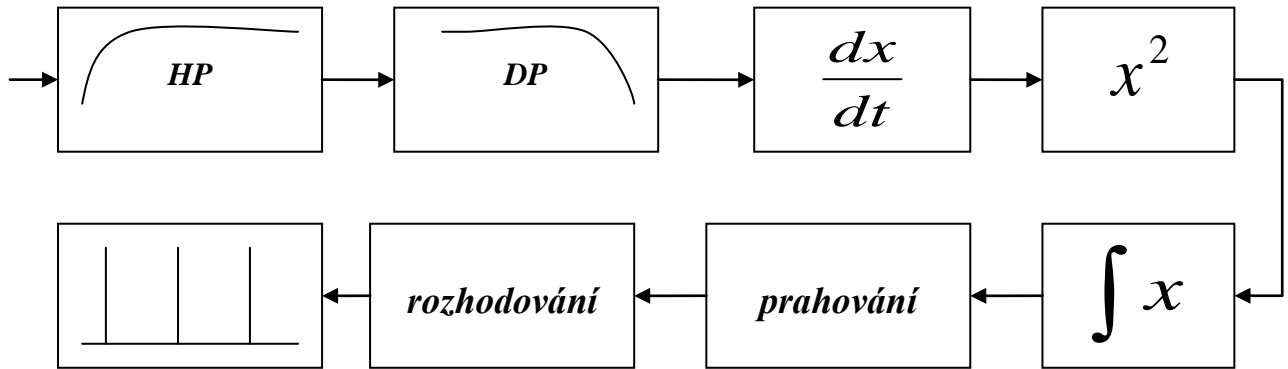 HP
DP
dx
dt
x²
∫ x
prahování
rozhodování